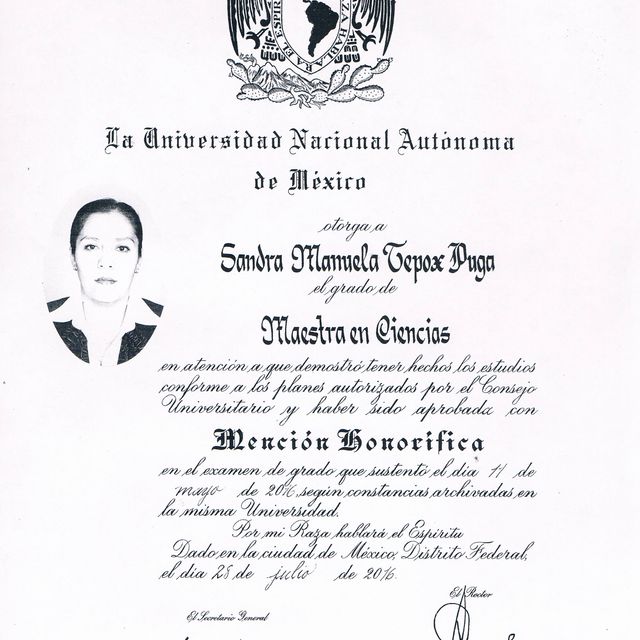 EL ESPIRI
ZA HABLARA
La Universidad Nacional Autónoma
de México
otorga a
Sandra Manuela Tepox Puga
el grado de
Maestra en Ciencias
en atención a que demostró tener hechos los estudios
conforme a los planes autorizados por el Consejo
Universitario y haber sido aprobada con
Mención Honorífica
en el examen de grado que sustentó el día 11 de
mayo de 2016, según constancias archivadas en
la misma Universidad.
Por mi Raza hablará el Espíritu
Dado en la ciudad de México, Distrito Federal,
el día 28 de julio de 2016.
El Rector
El Secretario General